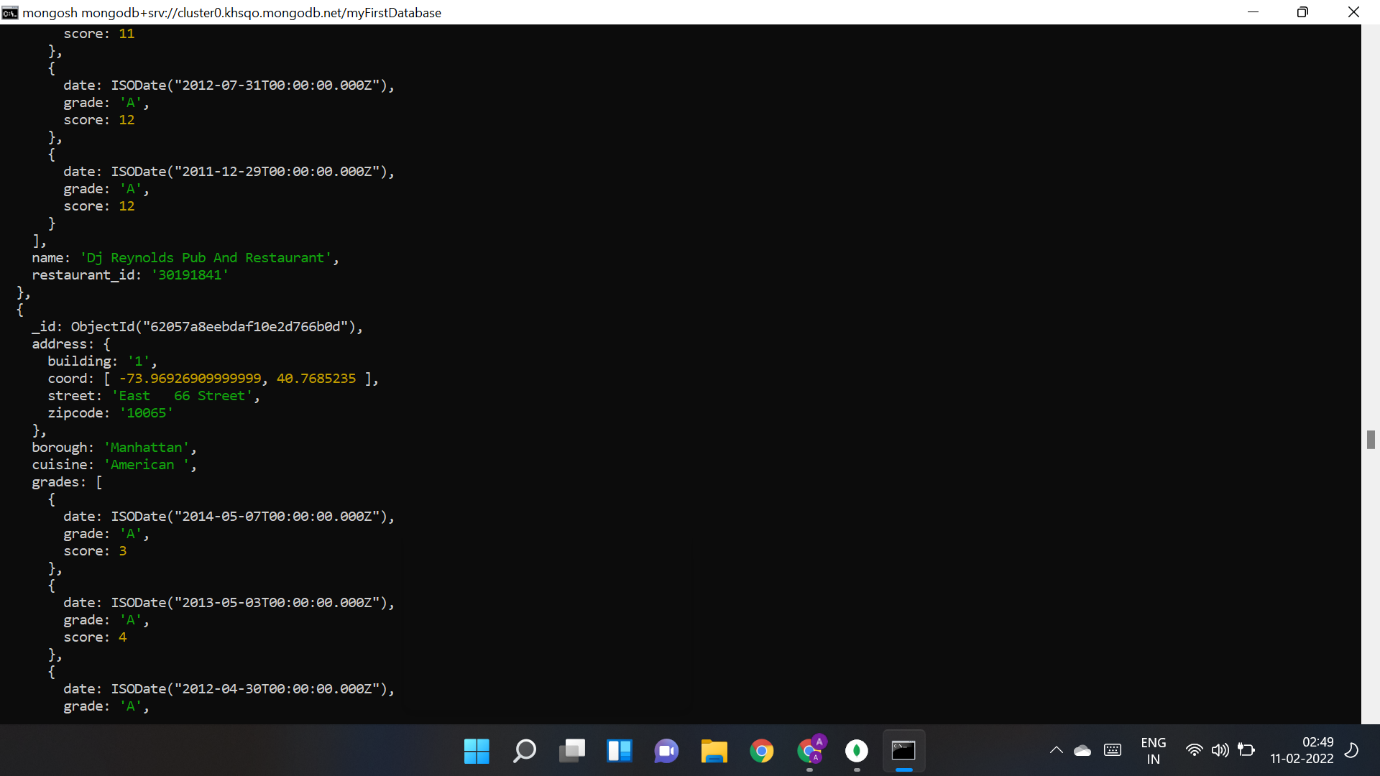 mongosh mongodb+srv://cluster0.khsqo.mongodb.net/myFirstDatabase
score: 11
},
{
date: ISODate("2012-07-31T00:00:00.000Z"),
grade: 'A',
score: 12
},
{
date: ISODate("2011-12-29T00:00:00.000Z"),
grade: 'A',
score: 12
}
],
name: 'Dj Reynolds Pub And Restaurant',
restaurant_id: '30191841'
},
{
_id: ObjectId("62057a8eebdaf10e2d766b0d"),
address: {
building: '1',
coord: [ -73.96926909999999, 40.7685235 ],
street: 'East   66 Street',
zipcode: '10065'
},
borough: 'Manhattan',
cuisine: 'American ',
grades: [
{
date: ISODate("2014-05-07T00:00:00.000Z"),
grade: 'A',
score: 3
},
{
date: ISODate("2013-05-03T00:00:00.000Z"),
grade: 'A',
score: 4
},
{
date: ISODate("2012-04-30T00:00:00.000Z"),
grade: 'A',
A
A
ENG
IN
02:49
11-02-2022